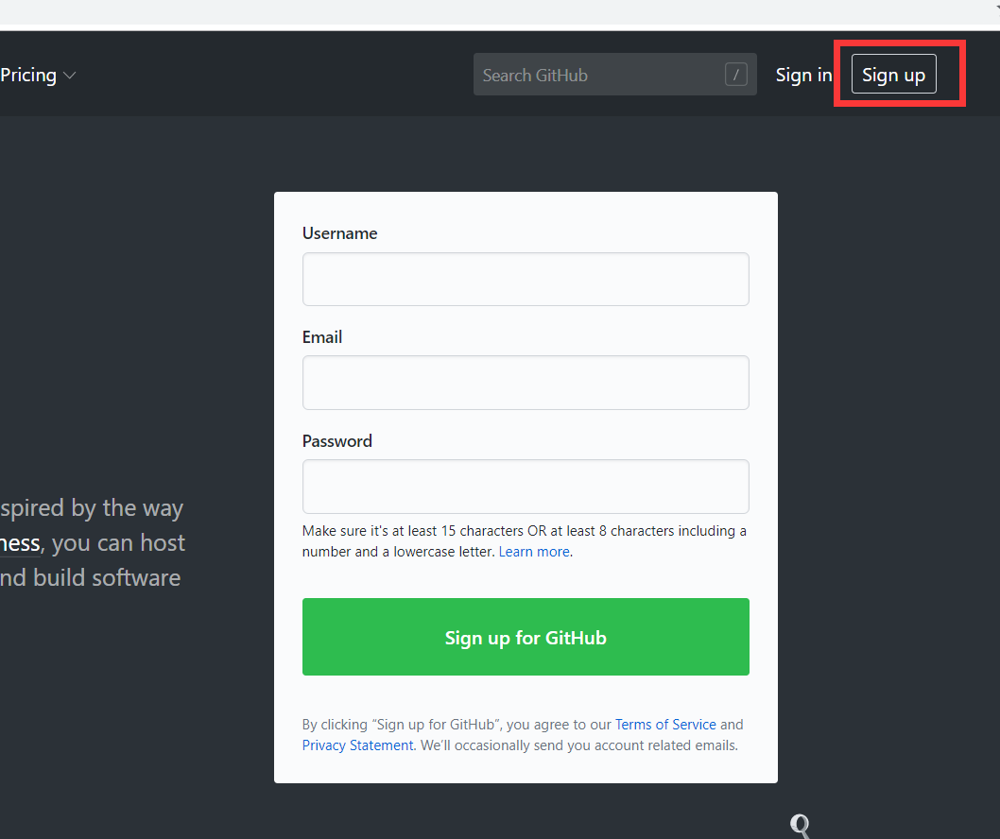 Pricing
Search GitHub
/
Sign in
Sign up
Username
Email
Password
Make sure it's at least 15 characters OR at least 8 characters including a
number and a lowercase letter. Learn more.
spired by the way
ness, you can host
nd build software
Sign up for GitHub
By clicking “Sign up for GitHub”, you agree to our Terms of Service and
Privacy Statement. We’ll occasionally send you account related emails.